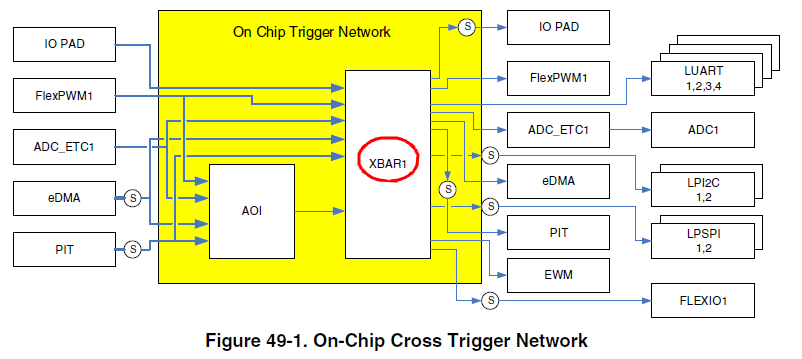 On Chip Trigger Network
IO PAD
FlexPWM1
ADC_ETC1
eDMA
PIT
S
S
AOI
XBAR1
S
S
S
S
S
IO PAD
FlexPWM1
ADC_ETC1
eDMA
PIT
EWM
LUART
1,2,3,4
ADC1
LPI2C
1,2
LPSPI
1,2
FLEXIO1
Figure 49-1. On-Chip Cross Trigger Network